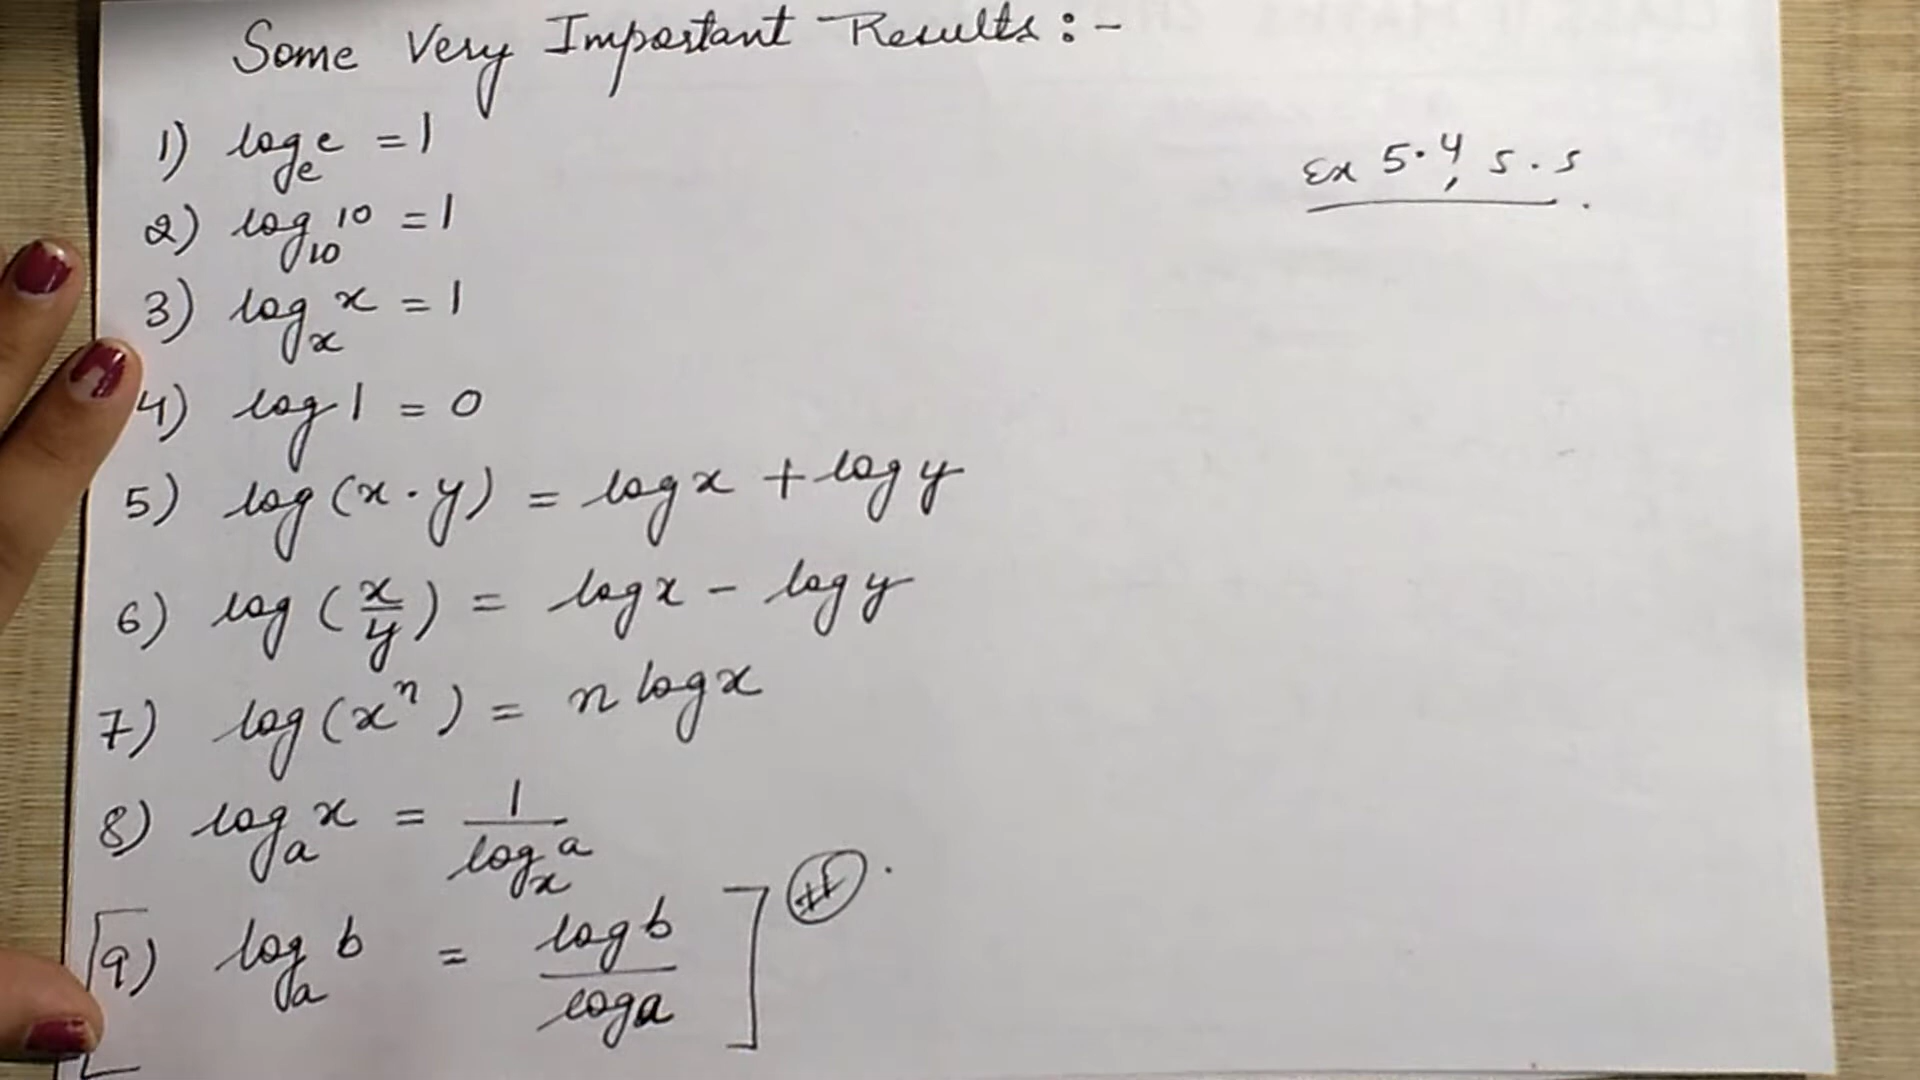 Some Very Important Results :-
1) logₑe = 1
Ex 5.4, 5.5.
2) log₁₀10 = 1
3) logₓx = 1
4) log 1 = 0
5) log(x·y) = log x + log y
6) log(x/y) = log x - log y
7) log(xⁿ) = n log x
8) logₐx = 1/logₓa
[9) logₐb = log b/log a] #.